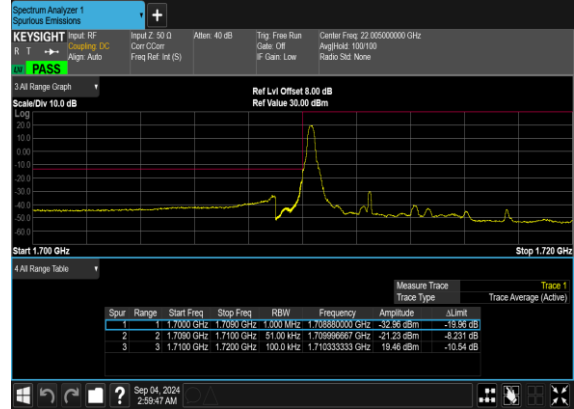 Spectrum Analyzer 1
Spurious Emissions
KEYSIGHT Input: RF Input Z: 50 Ω Atten: 40 dB Trig: Free Run Center Freq: 22.005000000 GHz
R T Coupling: DC Corr CCorr Gate: Off Avg|Hold: 100/100
Align: Auto Freq Ref: Int (S) IF Gain: Low Radio Std: None
PASS
3 All Range Graph
Ref Lvl Offset 8.00 dB
Scale/Div 10.0 dB Ref Value 30.00 dBm
Log
20.0
10.0
0.00
-10.0
-20.0
-30.0
-40.0
-50.0
-60.0
Start 1.700 GHz Stop 1.720 GHz
4 All Range Table
Measure Trace Trace 1
Trace Type Trace Average (Active)
Spur Range Start Freq Stop Freq RBW Frequency Amplitude ΔLimit
1 1 1.7000 GHz 1.7090 GHz 1.000 MHz 1.708880000 GHz -32.96 dBm -19.96 dB
2 2 1.7090 GHz 1.7100 GHz 51.00 kHz 1.709996667 GHz -21.23 dBm -8.231 dB
3 3 1.7100 GHz 1.7200 GHz 100.0 kHz 1.710333333 GHz 19.46 dBm -10.54 dB
? Sep 04, 2024
2:59:47 AM